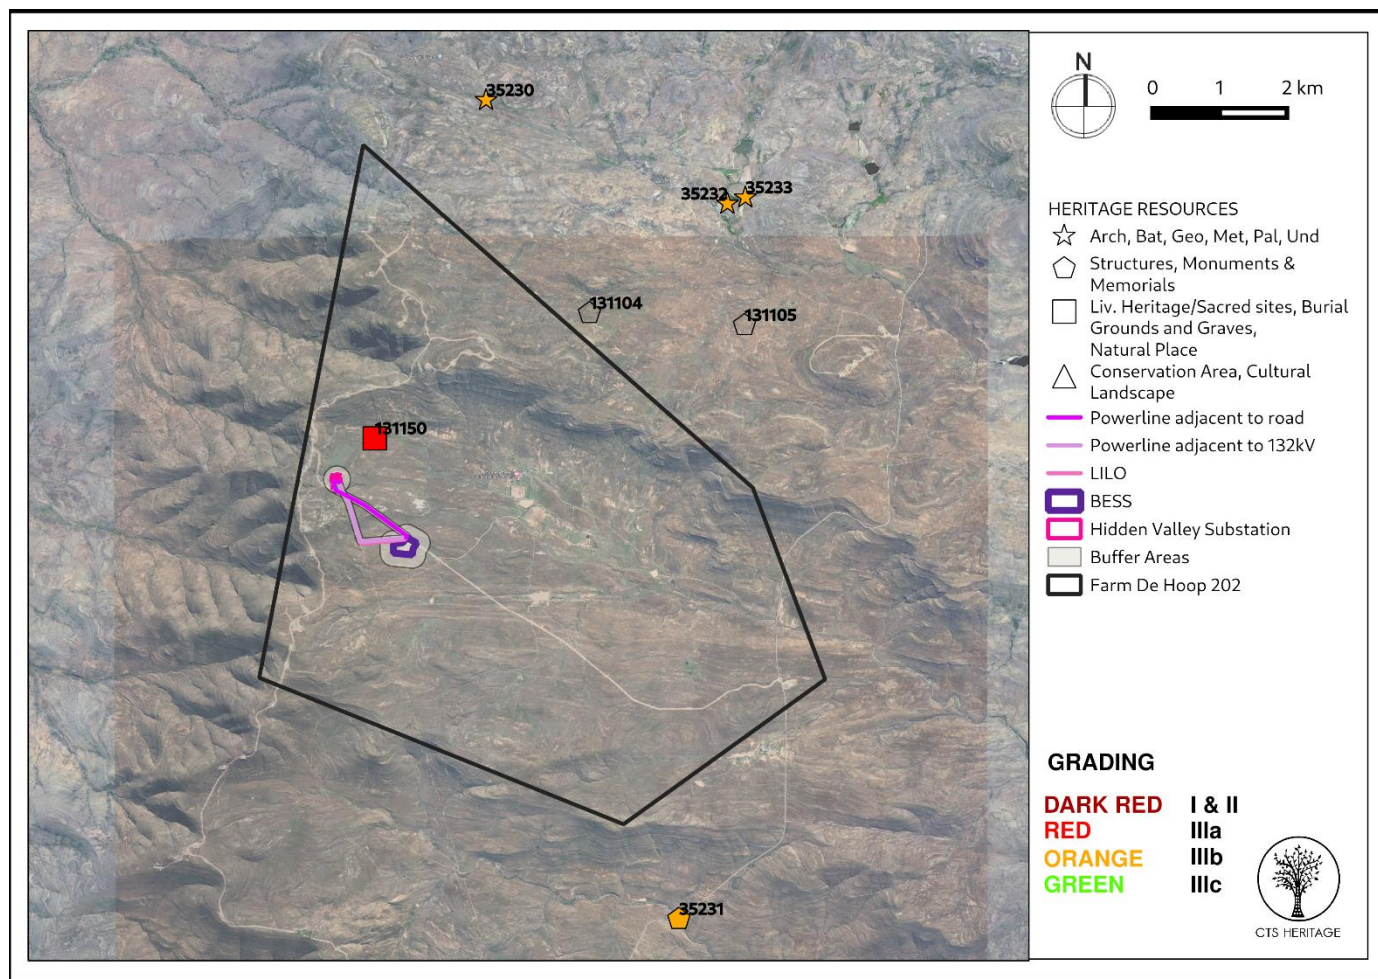 35230
35232
35233
131104
131105
131150
35231
N
0 1 2 km
HERITAGE RESOURCES
Arch, Bat, Geo, Met, Pal, Und
Structures, Monuments &
Memorials
Liv. Heritage/Sacred sites, Burial
Grounds and Graves,
Natural Place
Conservation Area, Cultural
Landscape
Powerline adjacent to road
Powerline adjacent to 132kV
LILO
BESS
Hidden Valley Substation
Buffer Areas
Farm De Hoop 202
GRADING
DARK RED I & II
RED IIIa
ORANGE IIIb
GREEN IIIc
CTS HERITAGE